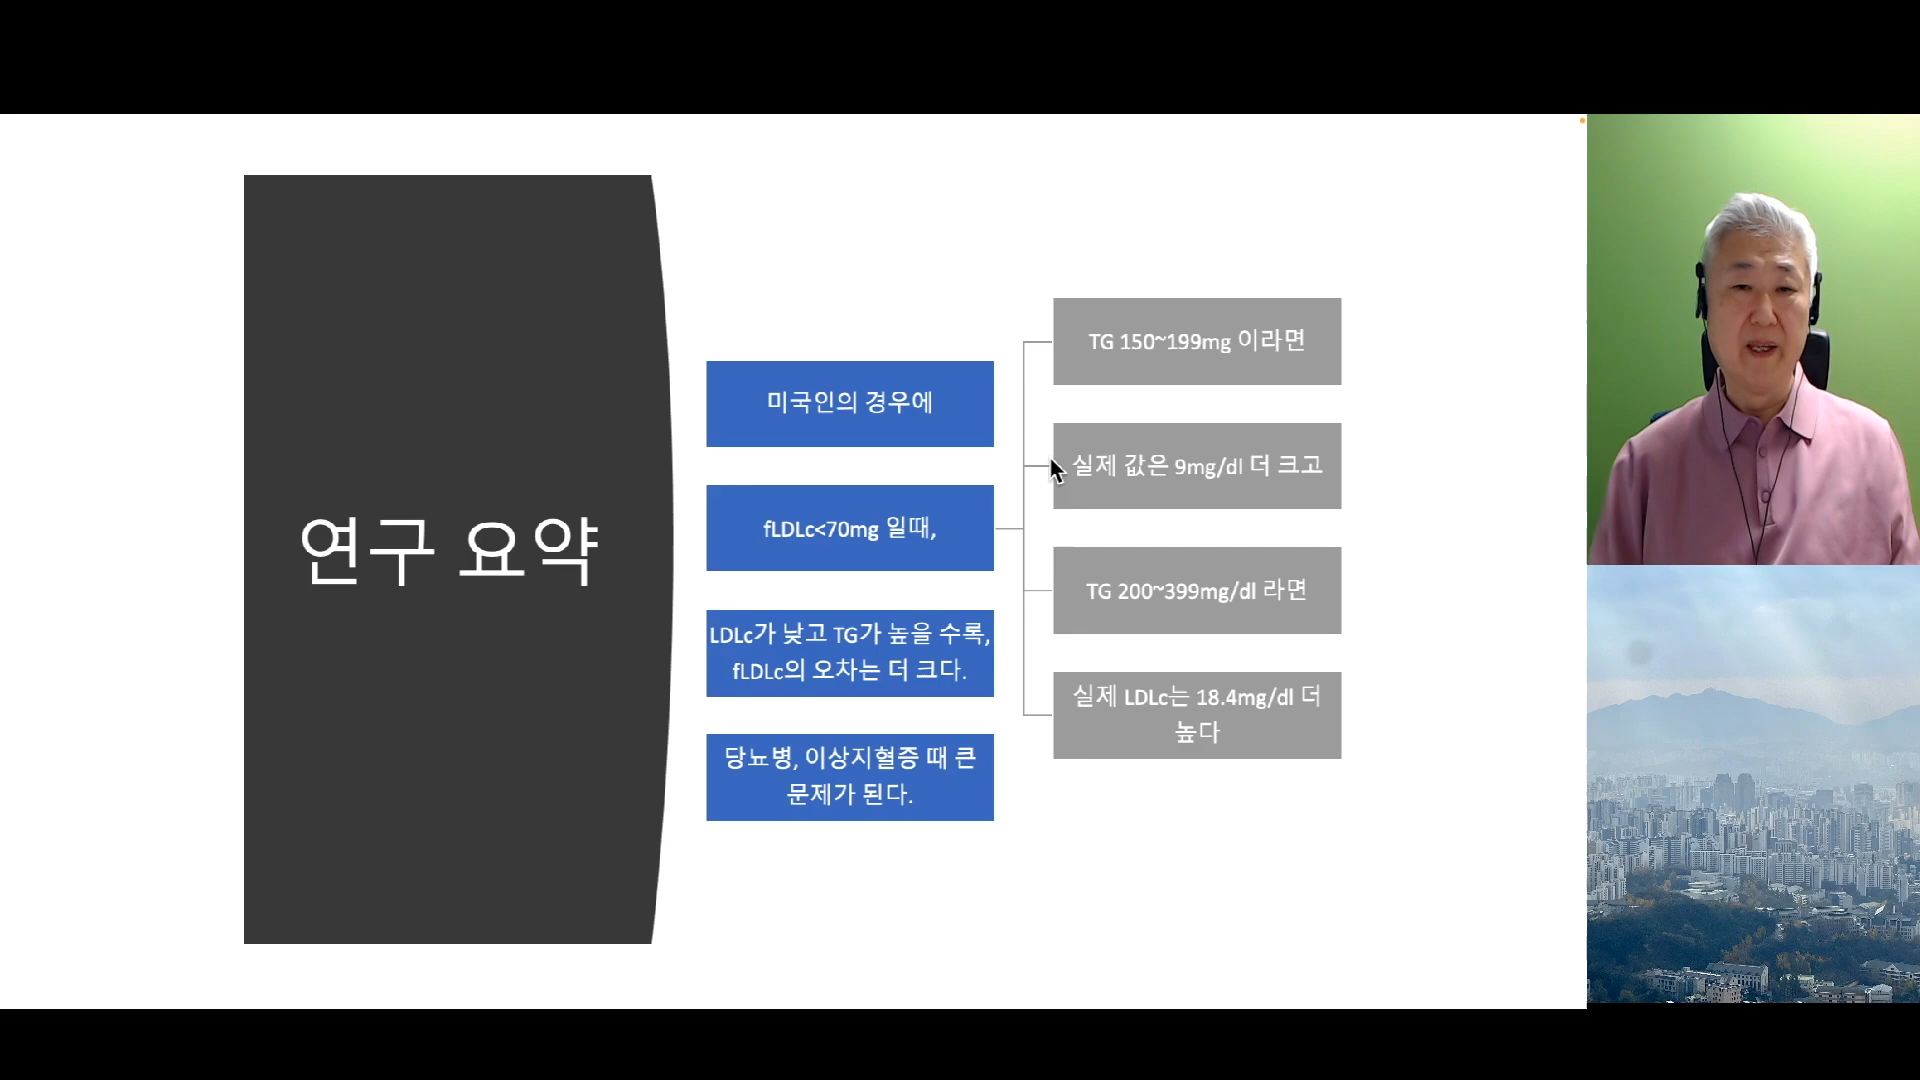 연구 요약
미국인의 경우에
fLDLc<70mg 일때,
LDLc가 낮고 TG가 높을 수록,
fLDLc의 오차는 더 크다.
당뇨병, 이상지혈증 때 큰
문제가 된다.
TG 150~199mg 이라면
실제 값은 9mg/dl 더 크고
TG 200~399mg/dl 라면
실제 LDLc는 18.4mg/dl 더
높다